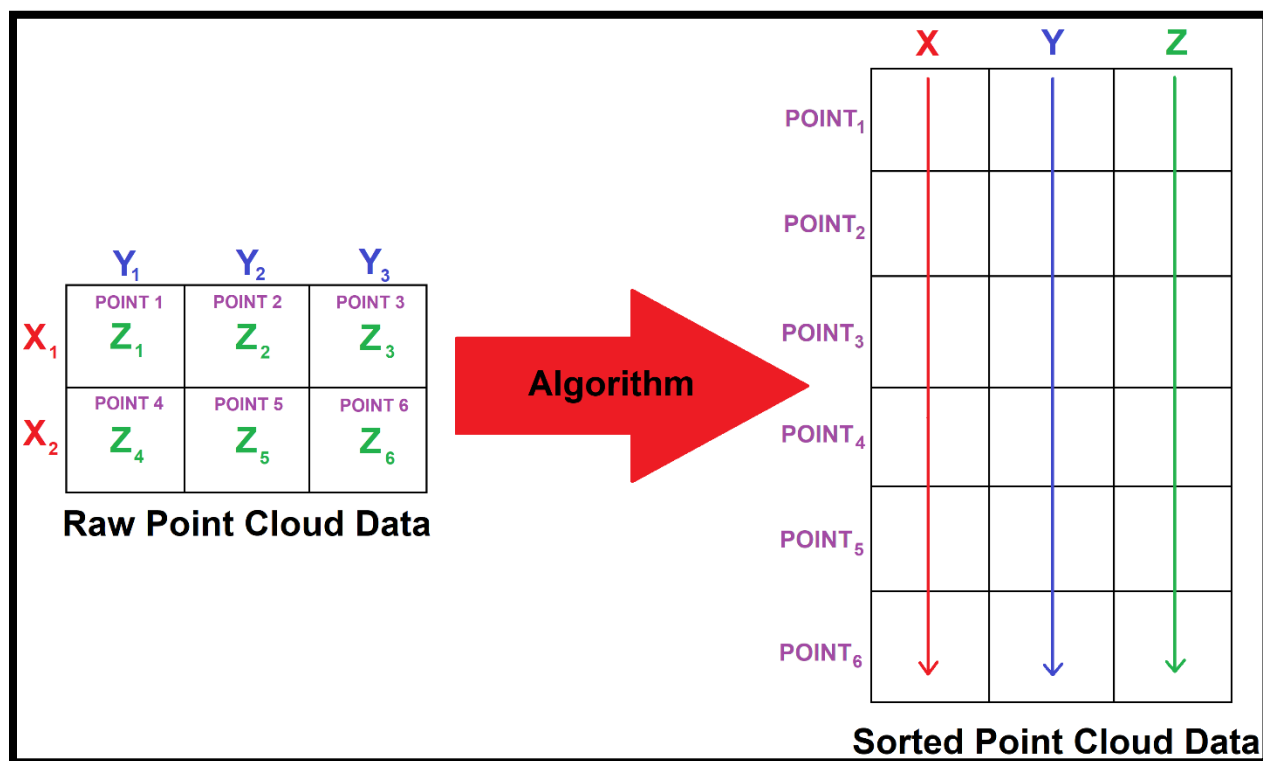 Y₁ Y₂ Y₃
POINT 1 POINT 2 POINT 3
X₁ Z₁ Z₂ Z₃
POINT 4 POINT 5 POINT 6
X₂ Z₄ Z₅ Z₆
Raw Point Cloud Data
Algorithm
X Y Z
POINT₁
POINT₂
POINT₃
POINT₄
POINT₅
POINT₆
Sorted Point Cloud Data